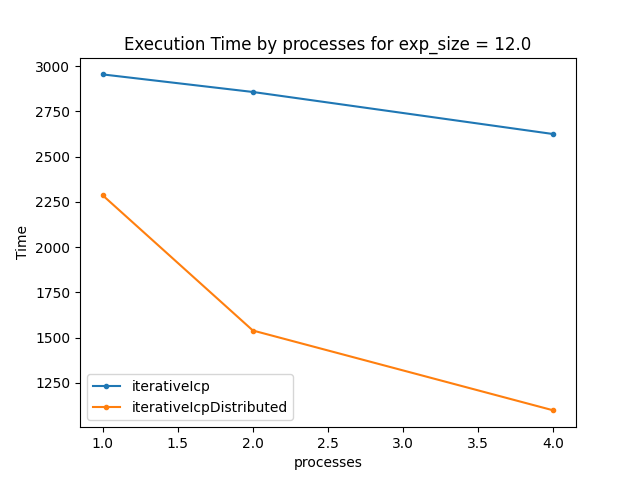 Execution Time by processes for exp_size = 12.0
3000
2750
2500
2250
2000
1750
1500
1250
Time
iterativeIcp
iterativeIcpDistributed
1.0 1.5 2.0 2.5 3.0 3.5 4.0
processes